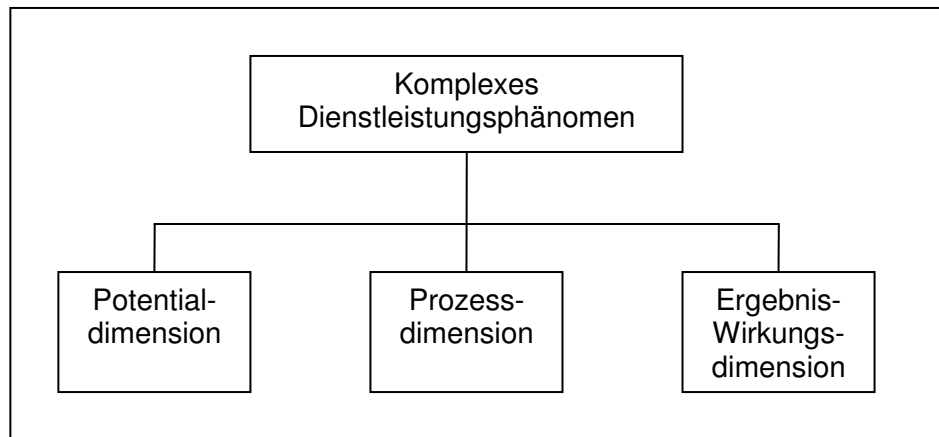 Komplexes
Dienstleistungsphänomen
Potential-
dimension
Prozess-
dimension
Ergebnis-
Wirkungs-
dimension